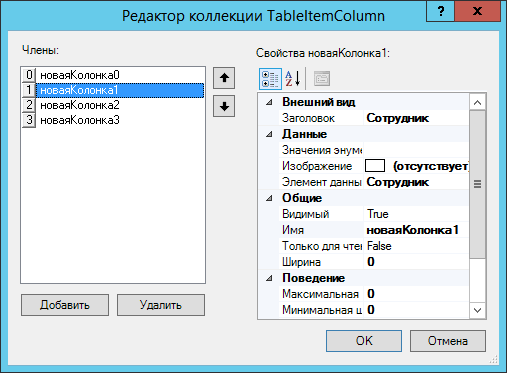 Редактор коллекции TableItemColumn
? x
Члены:
0 новаяКолонка0
1 новаяКолонка1
2 новаяКолонка2
3 новаяКолонка3
Добавить Удалить
Свойства новаяКолонка1:
A Z
Внешний вид
Заголовок Сотрудник
Данные
Значения энуме
Изображение (отсутствует)
Элемент данны Сотрудник
Общие
Видимый True
Имя новаяКолонка1
Только для чтен False
Ширина 0
Поведение
Максимальная 0
Минимальная ш 0
OK Отмена